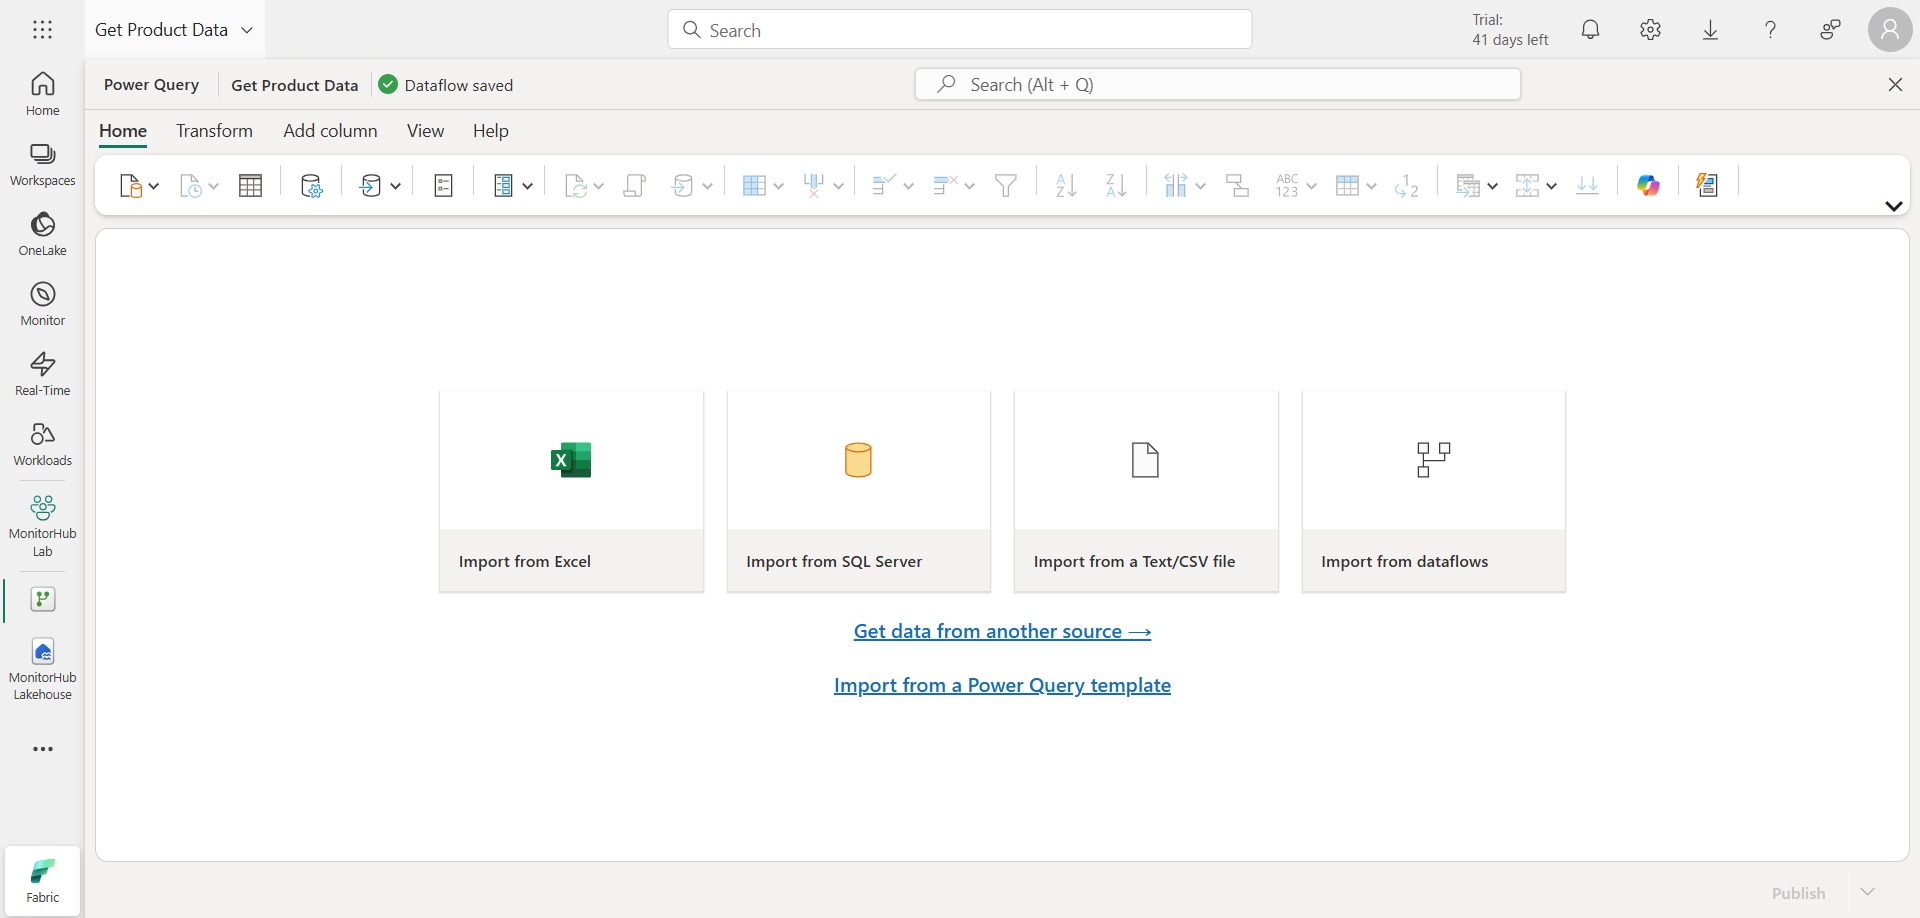 Get Product Data
Search
Trial:
41 days left
Power Query
Get Product Data
Dataflow saved
Search (Alt + Q)
Home
Transform
Add column
View
Help
Home
Workspaces
OneLake
Monitor
Real-Time
Workloads
MonitorHub
Lab
MonitorHub
Lakehouse
Fabric
A
Z
Z
A
ABC
123
1
2
X
Import from Excel
Import from SQL Server
Import from a Text/CSV file
Import from dataflows
Get data from another source →
Import from a Power Query template
Publish